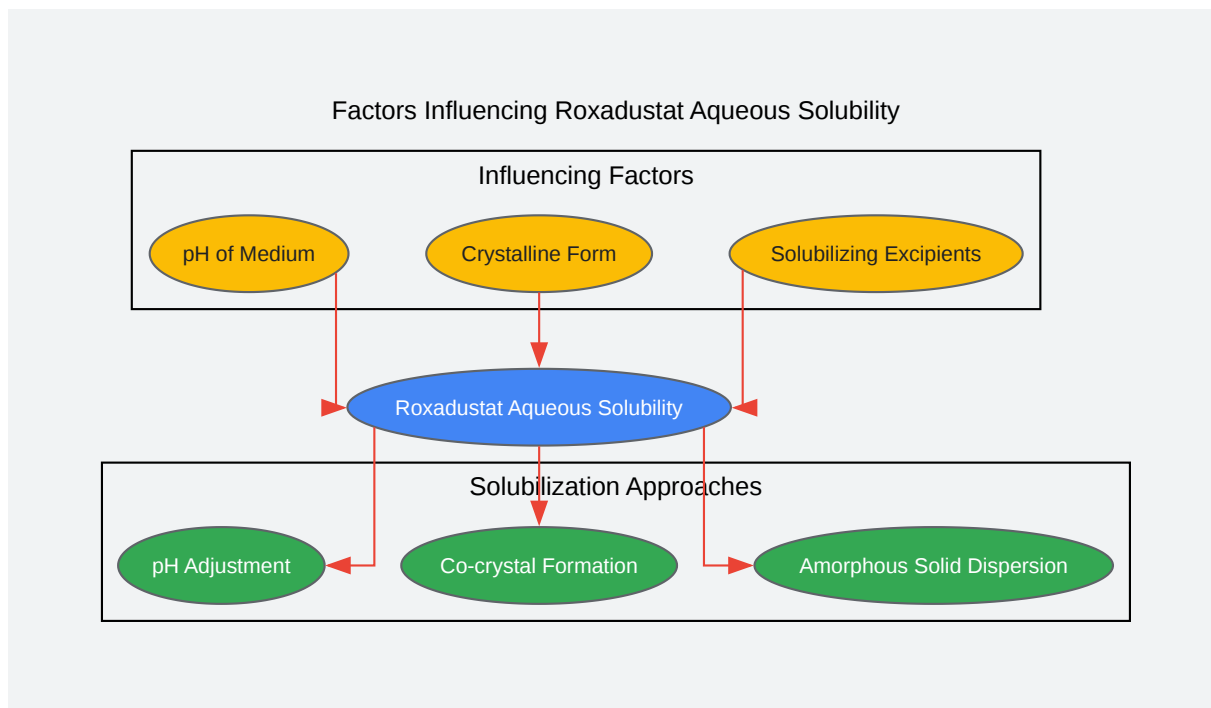 Factors Influencing Roxadustat Aqueous Solubility
Influencing Factors
pH of Medium
Crystalline Form
Solubilizing Excipients
Roxadustat Aqueous Solubility
Solubilization Approaches
pH Adjustment
Co-crystal Formation
Amorphous Solid Dispersion